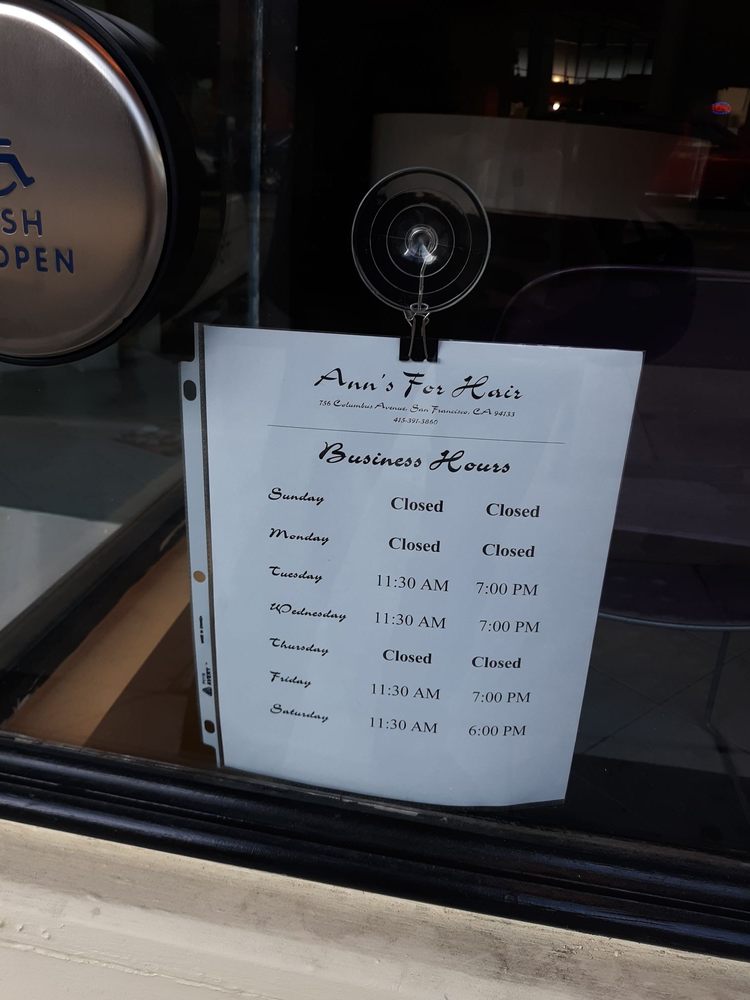 SH
OPEN
Ann's For Hair
756 Columbus Avenue, San Francisco, CA 94133
415-391-3860
Business Hours
Sunday Closed Closed
Monday Closed Closed
Tuesday 11:30 AM 7:00 PM
Wednesday 11:30 AM 7:00 PM
Thursday Closed Closed
Friday 11:30 AM 7:00 PM
Saturday 11:30 AM 6:00 PM
AVERY